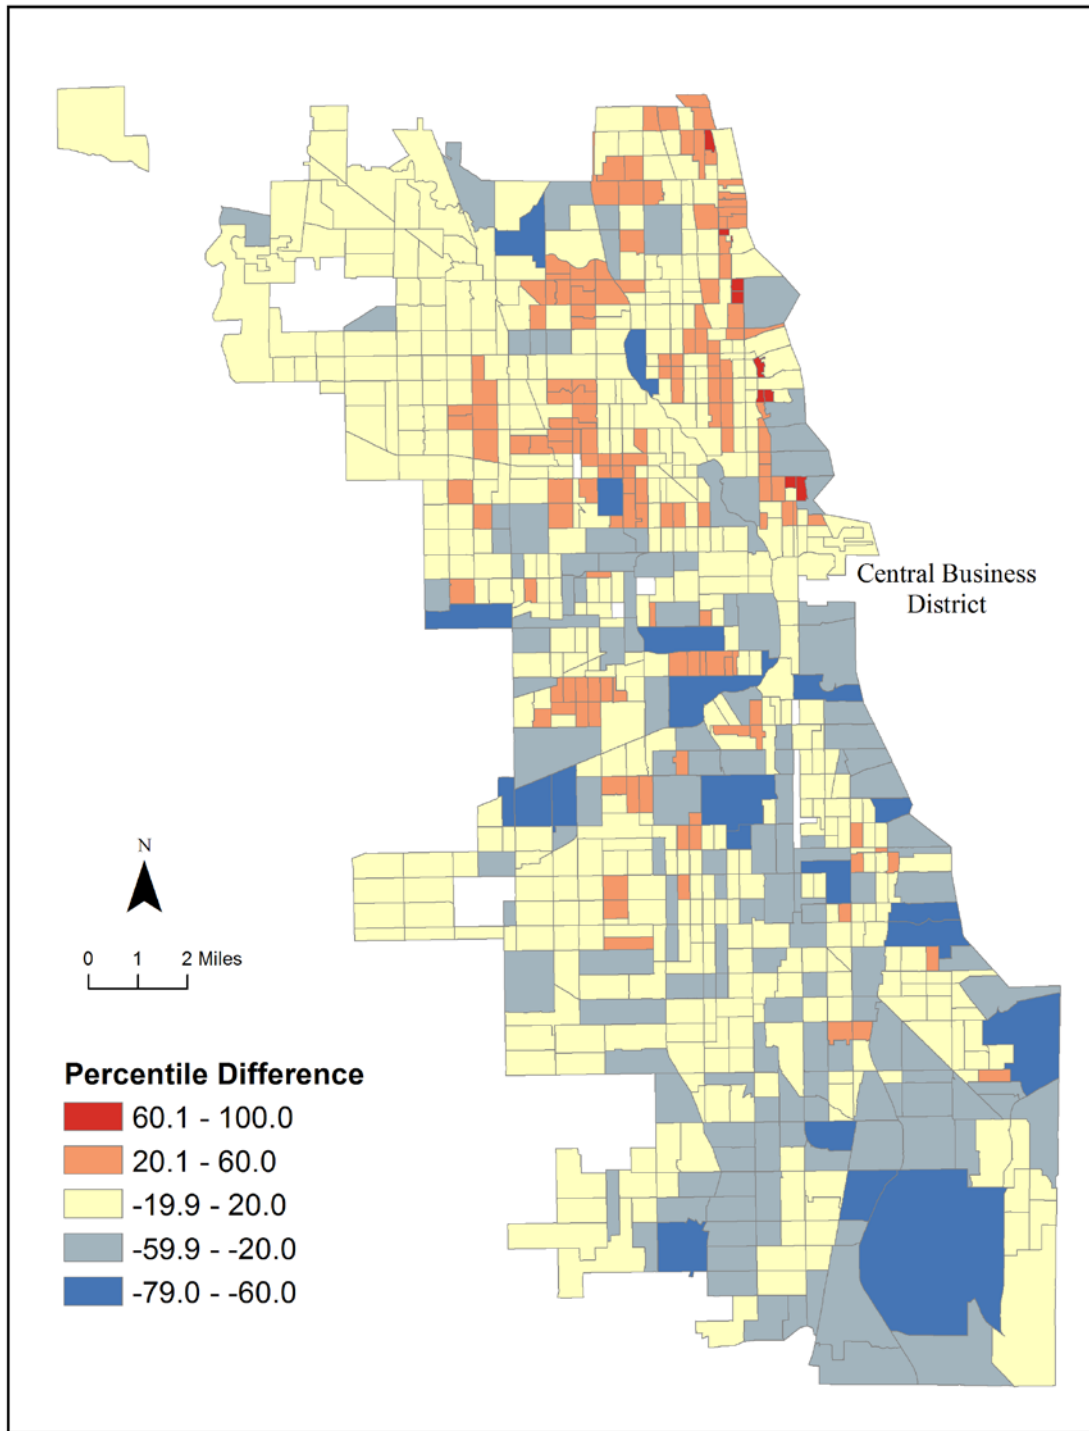 Central Business
District
N
0 1 2 Miles
Percentile Difference
60.1 - 100.0
20.1 - 60.0
-19.9 - 20.0
-59.9 - -20.0
-79.0 - -60.0